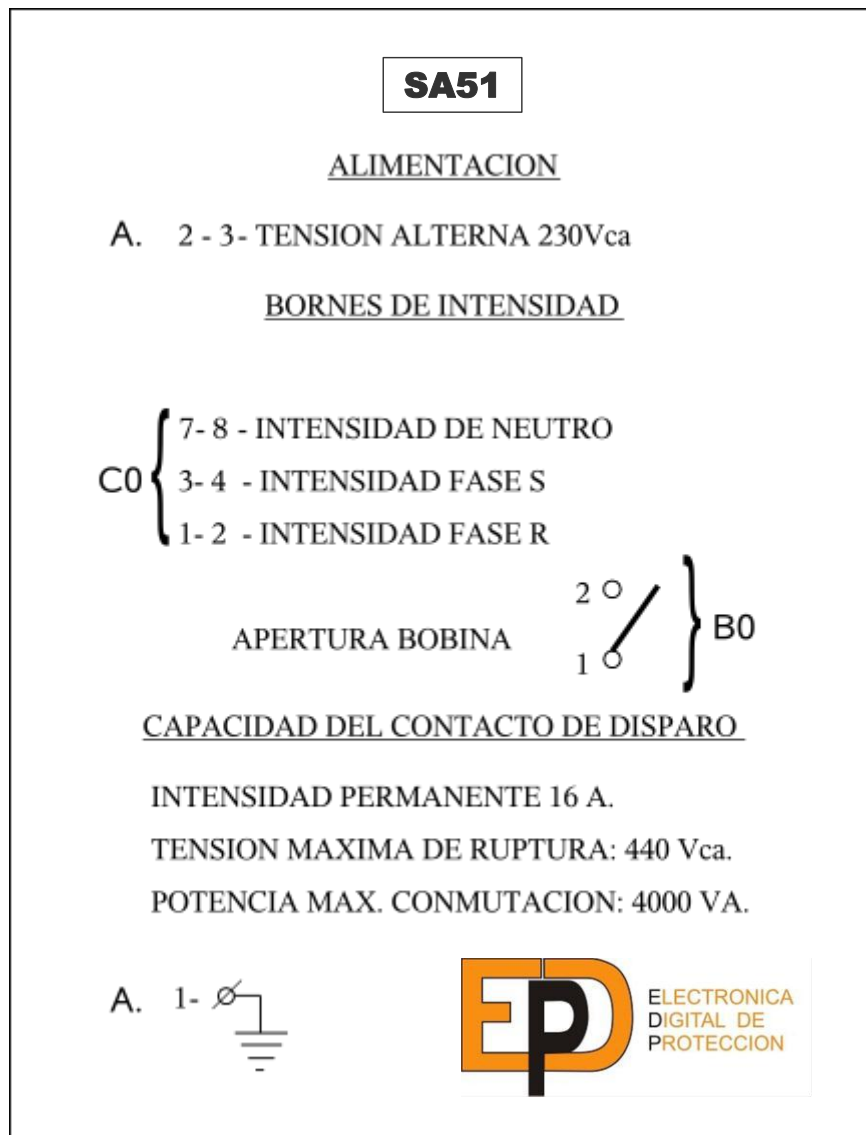 SA51
ALIMENTACION
A. 2 - 3- TENSION ALTERNA 230Vca
BORNES DE INTENSIDAD
7- 8 - INTENSIDAD DE NEUTRO
C0 3- 4 - INTENSIDAD FASE S
1- 2 - INTENSIDAD FASE R
2
APERTURA BOBINA B0
1
CAPACIDAD DEL CONTACTO DE DISPARO
INTENSIDAD PERMANENTE 16 A.
TENSION MAXIMA DE RUPTURA: 440 Vca.
POTENCIA MAX. CONMUTACION: 4000 VA.
A. 1-
EPD
ELECTRONICA
DIGITAL DE
PROTECCION